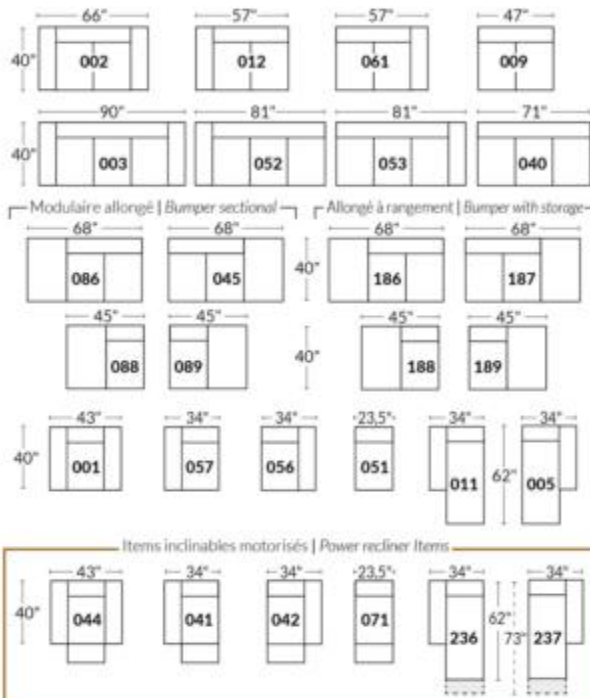 66" 57" 57" 47"
40" 002 012 061 009
90" 81" 81" 71"
40" 003 052 053 040
Modulaire allongé | Bumper sectional Allongé à rangement | Bumper with storage
68" 68" 68" 68"
086 045 40" 186 187
45" 45" 45" 45"
088 089 40" 188 189
43" 34" 34" 23,5" 34" 34"
40" 001 057 056 051 011 62" 005
Items inclinables motorisés | Power recliner Items
43" 34" 34" 23,5" 34" 34"
40" 044 041 042 071 236 62" 73" 237